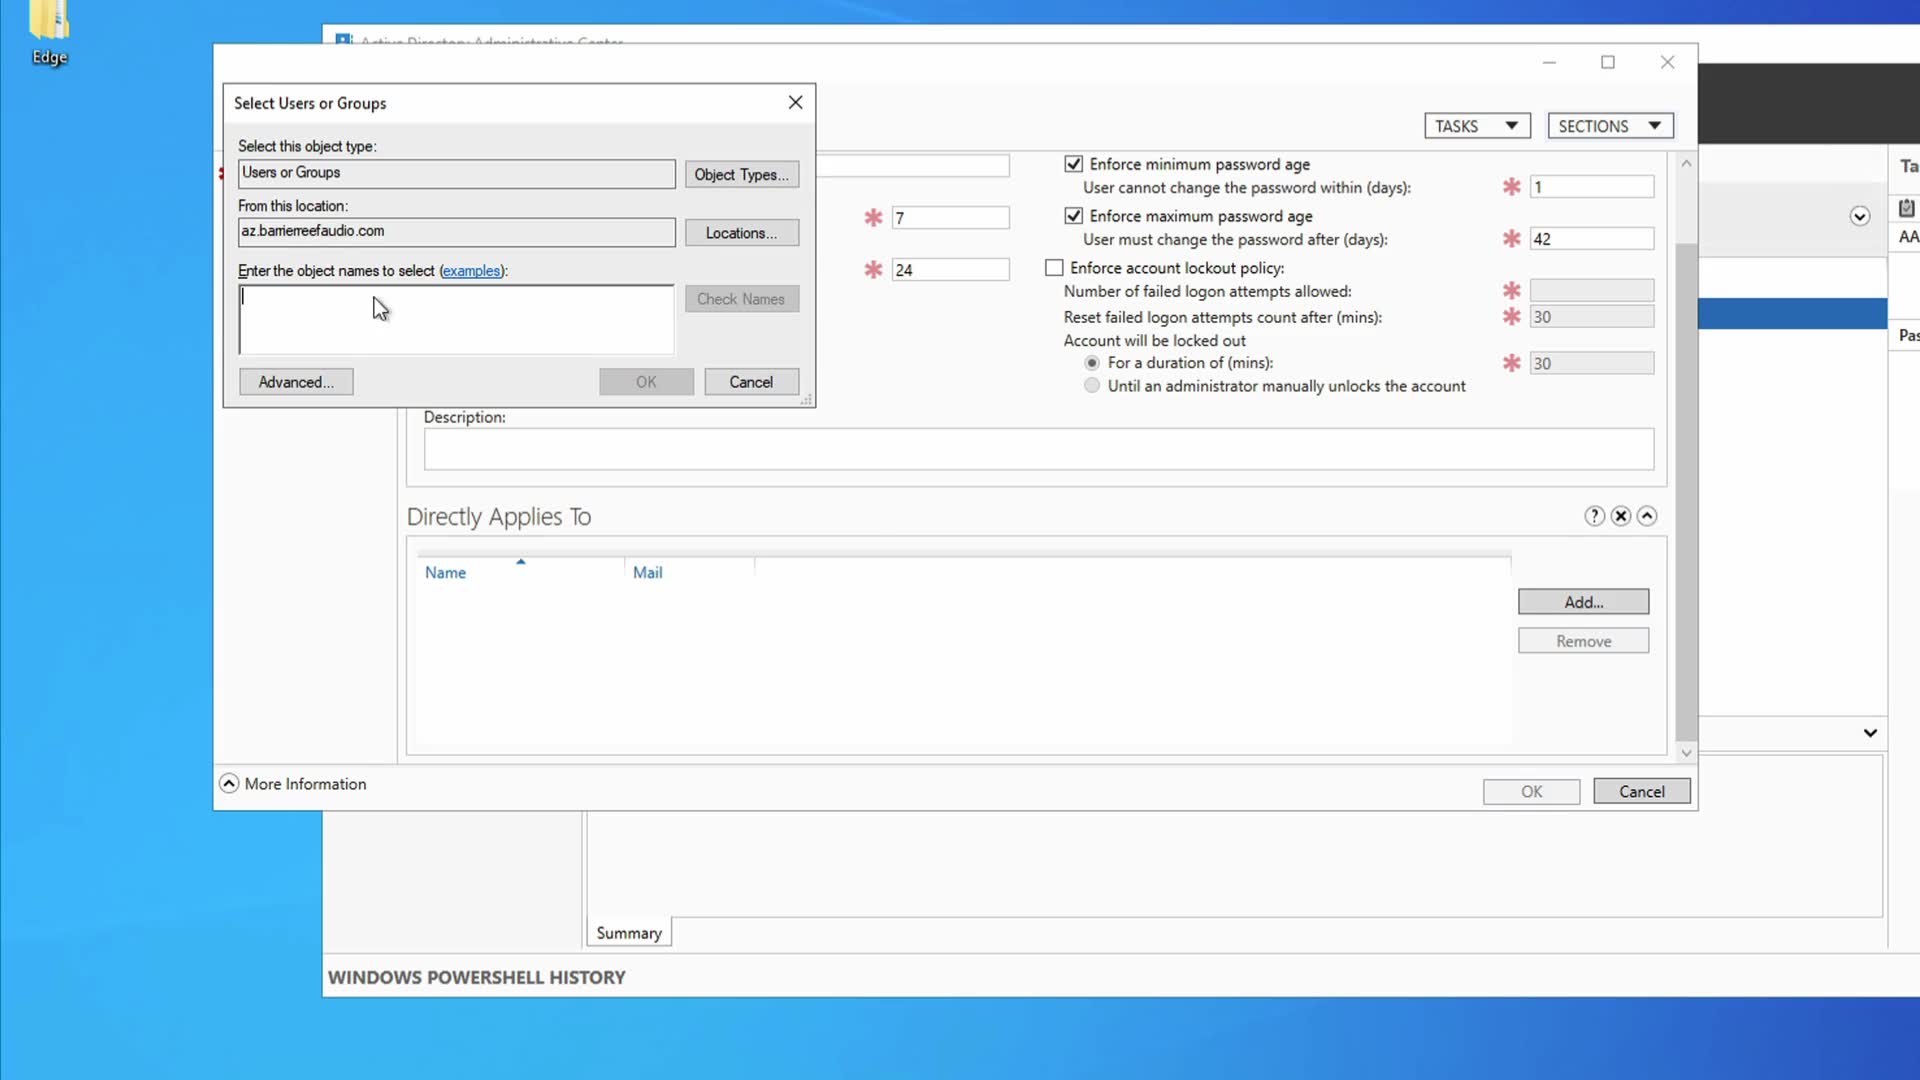 Edge
Active Directory Administrative Center
Select Users or Groups
Select this object type:
Users or Groups
Object Types...
From this location:
az.barrierreefaudio.com
Locations...
Enter the object names to select (examples):
Check Names
Advanced...
OK
Cancel
TASKS
SECTIONS
Enforce minimum password age
User cannot change the password within (days):
* 1
* 7
Enforce maximum password age
User must change the password after (days):
* 42
* 24
Enforce account lockout policy:
Number of failed logon attempts allowed:
*
Reset failed logon attempts count after (mins):
* 30
Account will be locked out
For a duration of (mins):
* 30
Until an administrator manually unlocks the account
Description:
Directly Applies To
Name
Mail
Add...
Remove
More Information
OK
Cancel
Ta
AA
Pas
Summary
WINDOWS POWERSHELL HISTORY